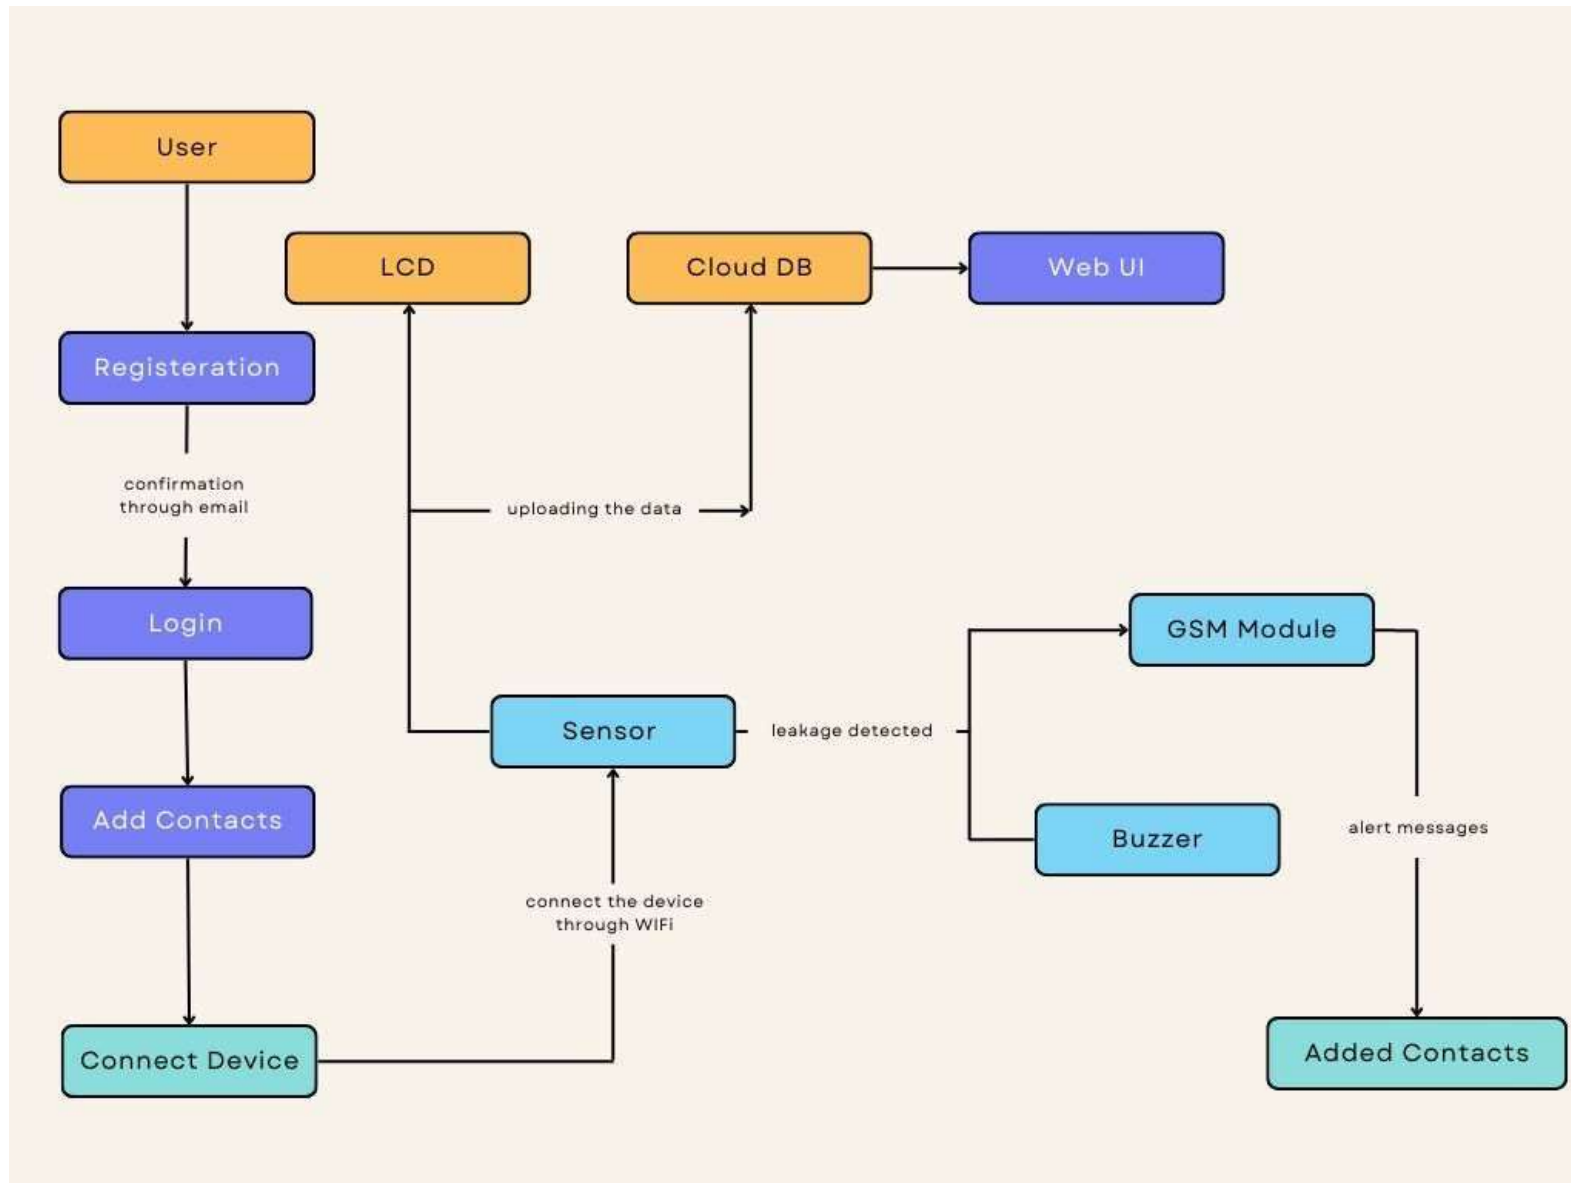 User
LCD
Cloud DB
Web UI
Registeration
confirmation
through email
uploading the data
Login
GSM Module
Sensor
leakage detected
Add Contacts
Buzzer
alert messages
connect the device
through WIFi
Connect Device
Added Contacts